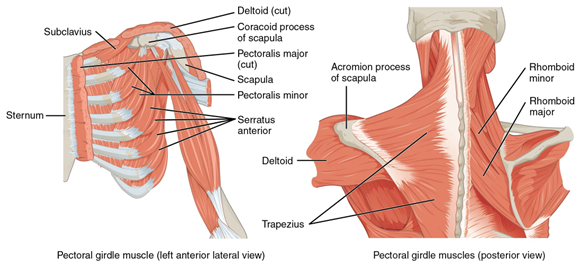 Deltoid (cut)
Coracoid process
of scapula
Subclavius
Pectoralis major
(cut)
Scapula
Pectoralis minor
Sternum
Serratus
anterior
Pectoral girdle muscle (left anterior lateral view)
Acromion process
of scapula
Rhomboid
minor
Rhomboid
major
Deltoid
Trapezius
Pectoral girdle muscles (posterior view)